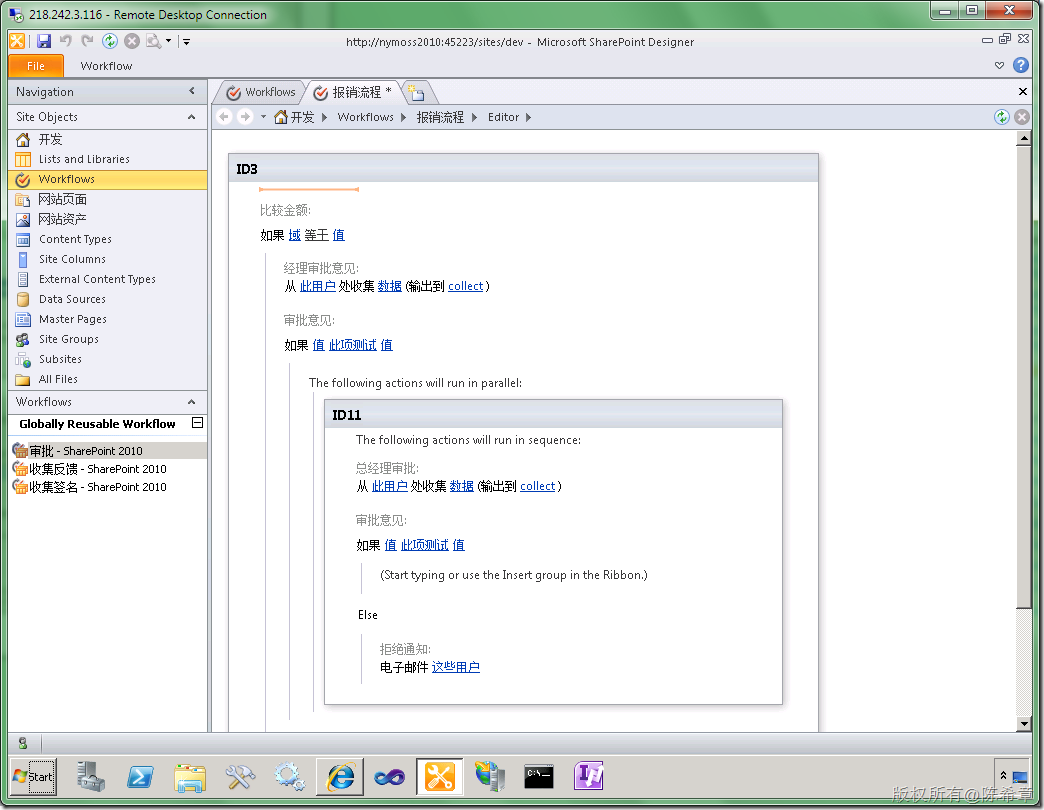 218.242.3.116 - Remote Desktop Connection
http://nymoss2010:45223/sites/dev - Microsoft SharePoint Designer
File Workflow
Navigation
Workflows 报销流程 *
Site Objects
开发 Workflows 报销流程 Editor
开发
Lists and Libraries
Workflows
网站页面
网站资产
Content Types
Site Columns
External Content Types
Data Sources
Master Pages
Site Groups
Subsites
All Files
Workflows
Globally Reusable Workflow
审批 - SharePoint 2010
收集反馈 - SharePoint 2010
收集签名 - SharePoint 2010
ID3
比较金额:
如果 域 等于 值
经理审批意见:
从 此用户 处收集 数据 (输出到 collect )
审批意见:
如果 值 此项测试 值
The following actions will run in parallel:
ID11
The following actions will run in sequence:
总经理审批:
从 此用户 处收集 数据 (输出到 collect )
审批意见:
如果 值 此项测试 值
(Start typing or use the Insert group in the Ribbon.)
Else
拒绝通知:
电子邮件 这些用户
Start
C:\_
版权所有@陈希章